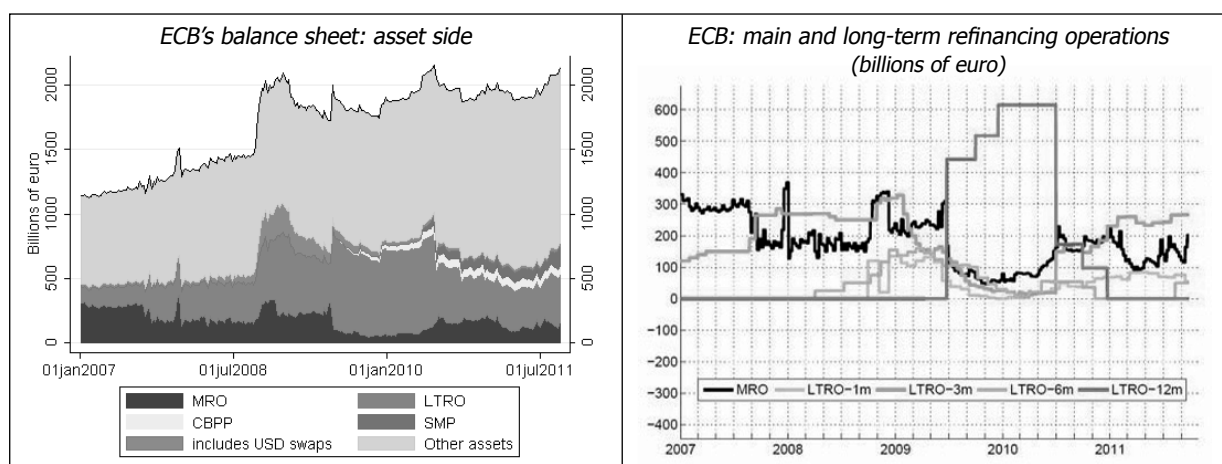 ECB's balance sheet: asset side
2000
1500
1000
500
0
Billions of euro
2000
1500
1000
500
0
01jan2007 01jul2008 01jan2010 01jul2011
MRO LTRO
CBPP SMP
includes USD swaps Other assets
ECB: main and long-term refinancing operations
(billions of euro)
600
500
400
300
200
100
0
−100
−200
−300
−400
MRO LTRO−1m LTRO−3m LTRO−6m LTRO−12m
2007 2008 2009 2010 2011